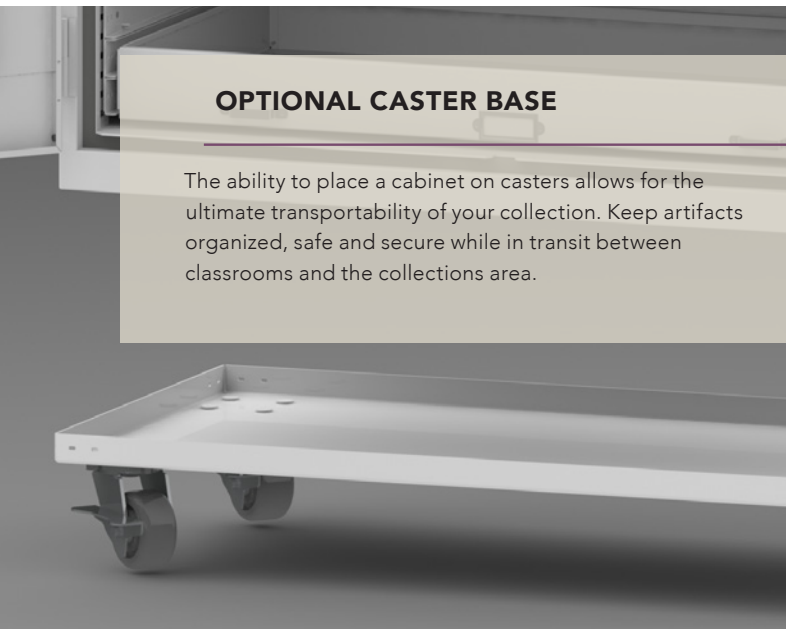 OPTIONAL CASTER BASE
The ability to place a cabinet on casters allows for the
ultimate transportability of your collection. Keep artifacts
organized, safe and secure while in transit between
classrooms and the collections area.